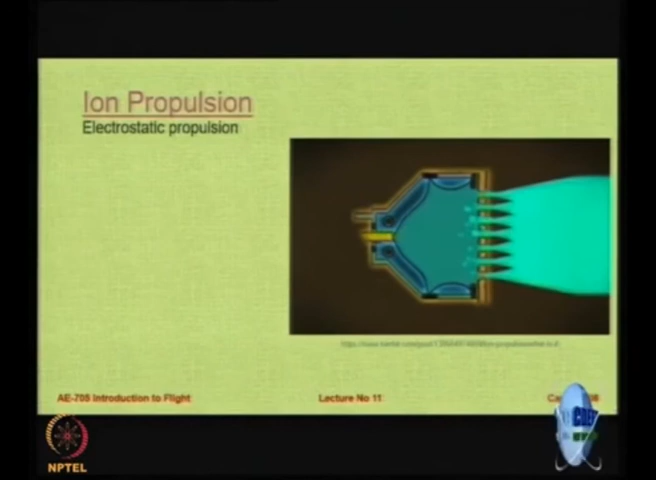 Ion Propulsion
Electrostatic propulsion
AE-705 Introduction to Flight
Lecture No 11
NPTEL